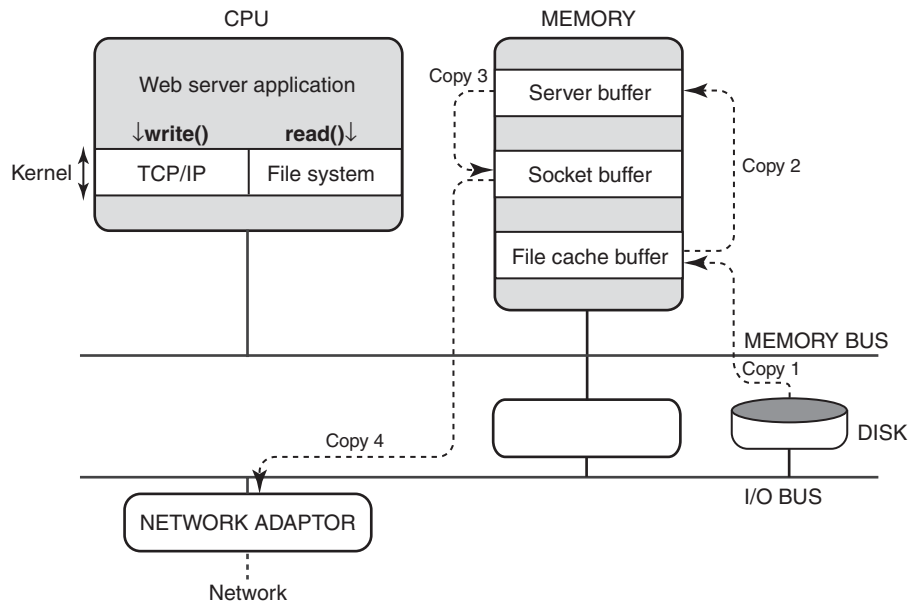 CPU
MEMORY
Web server application
↓write()
read()↓
Kernel
TCP/IP
File system
Copy 3
Server buffer
Socket buffer
Copy 2
File cache buffer
MEMORY BUS
Copy 1
Copy 4
DISK
I/O BUS
NETWORK ADAPTOR
Network